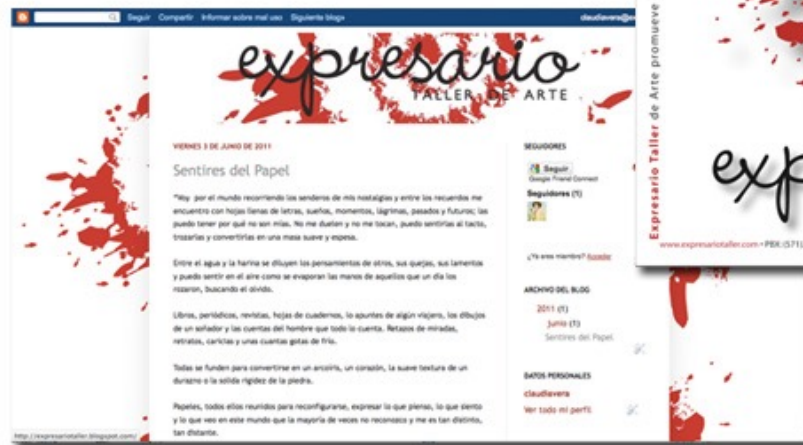 Seguir Compartir Informar sobre mal uso Siguiente blog»
claudiavera@
expresario
TALLER DE ARTE
VIERNES 3 DE JUNIO DE 2011
Sentires del Papel
"Voy por el mundo recorriendo los senderos de mis nostalgias y entre los recuerdos me
encuentro con hojas llenas de letras, sueños, momentos, lágrimas, pasados y futuros; las
puedo tener por qué no son mías. No me duelen y no me tocan, puedo sentirlas al tacto,
trozarlas y convertirlas en una masa suave y espesa.
Entre el agua y la harina se diluyen los pensamientos de otros, sus quejas, sus lamentos
y puedo sentir en el aire como se evaporan las manos de aquellos que un día los
rozaron, buscando el olvido.
Libros, periódicos, revistas, hojas de cuadernos, lo apuntes de algún viajero, los dibujos
de un soñador y las cuentas del hombre que todo lo cuenta. Retazos de miradas,
retratos, caricias y unas cuantas gotas de frío.
Todas se funden para convertirse en un arcoíris, un corazón, la suave textura de un
durazno o la solida rigidez de la piedra.
Papeles, todos ellos reunidos para reconfigurarse, expresar lo que pienso, lo que siento
y lo que veo en este mundo que la mayoría de veces no reconozco y me es tan distinto,
tan distante.
SEGUIDORES
Seguir
Google Friend Connect
Seguidores (1)
¿Ya eres miembro? Acceder
ARCHIVO DEL BLOG
2011 (1)
junio (1)
Sentires del Papel
DATOS PERSONALES
claudiavera
Ver todo mi perfil
http://expresariotaller.blogspot.com/
Expresario Taller de Arte promueve
exp
www.expresariotaller.com • PBX: (571)